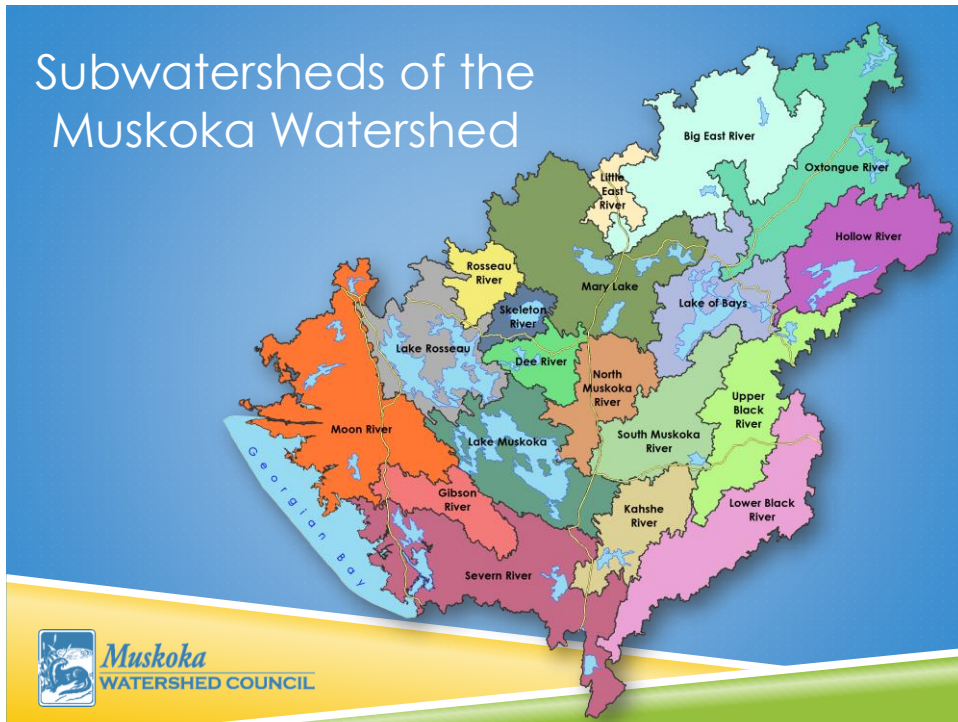 Subwatersheds of the
Muskoka Watershed
Big East River
Oxtongue River
Little
East
River
Hollow River
Rosseau
River
Mary Lake
Lake of Bays
Skeleton
River
Lake Rosseau
Dee River
North
Muskoka
River
Upper
Black
River
Moon River
Lake Muskoka
South Muskoka
River
Georgian Bay
Gibson
River
Kahshe
River
Lower Black
River
Severn River
Muskoka
WATERSHED COUNCIL